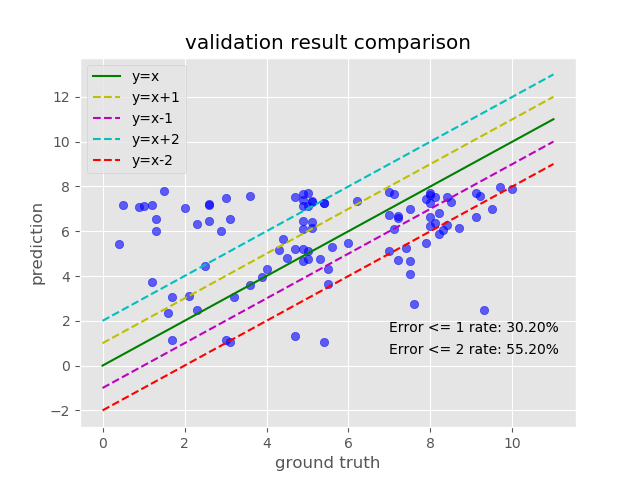 validation result comparison
y=x
y=x+1
y=x-1
y=x+2
y=x-2
12
10
8
6
4
2
0
−2
prediction
Error <= 1 rate: 30.20%
Error <= 2 rate: 55.20%
0 2 4 6 8 10
ground truth